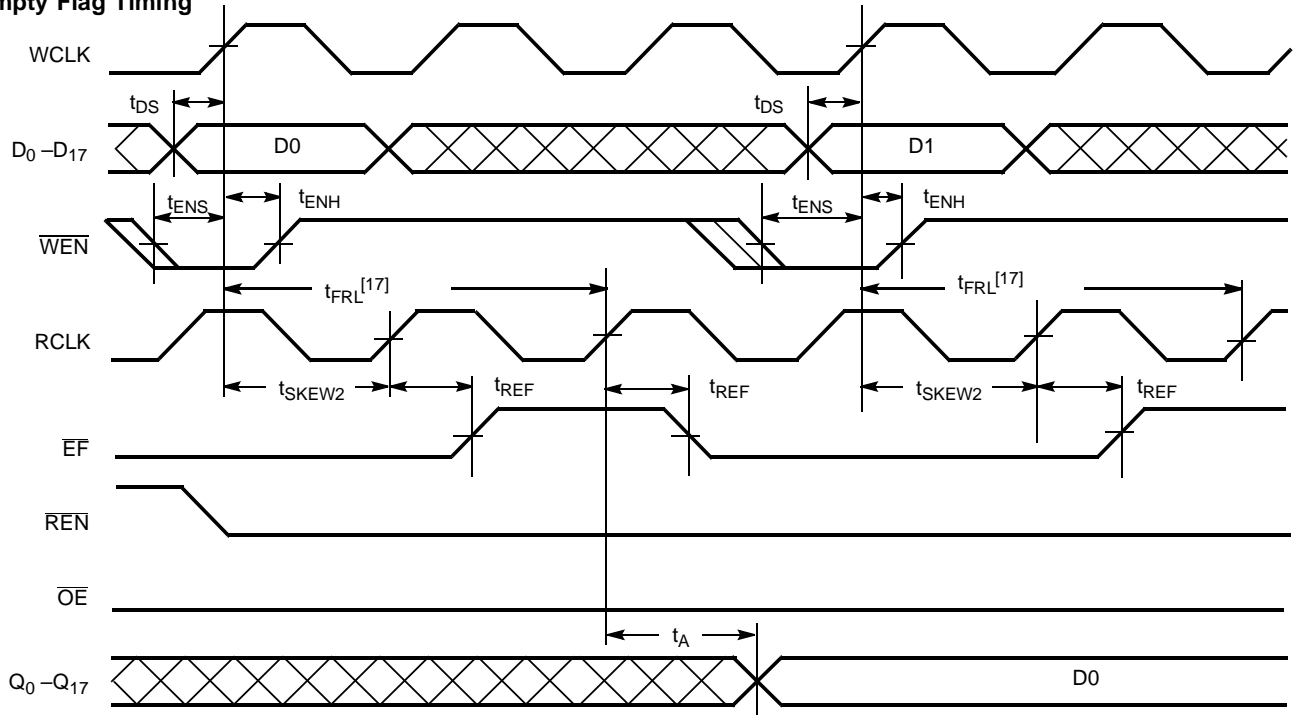 mpty Flag Timing
WCLK
tDS tDS
D0 –D17 D0 D1
tENS tENH tENS tENH
WEN
tFRL[17] tFRL[17]
RCLK
tSKEW2 tREF tREF tSKEW2 tREF
EF
REN
OE
tA
Q0 –Q17 D0